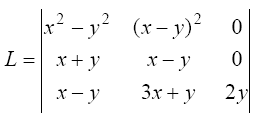 x² − y² (x − y)² 0
L = x + y x − y 0
x − y 3x + y 2y